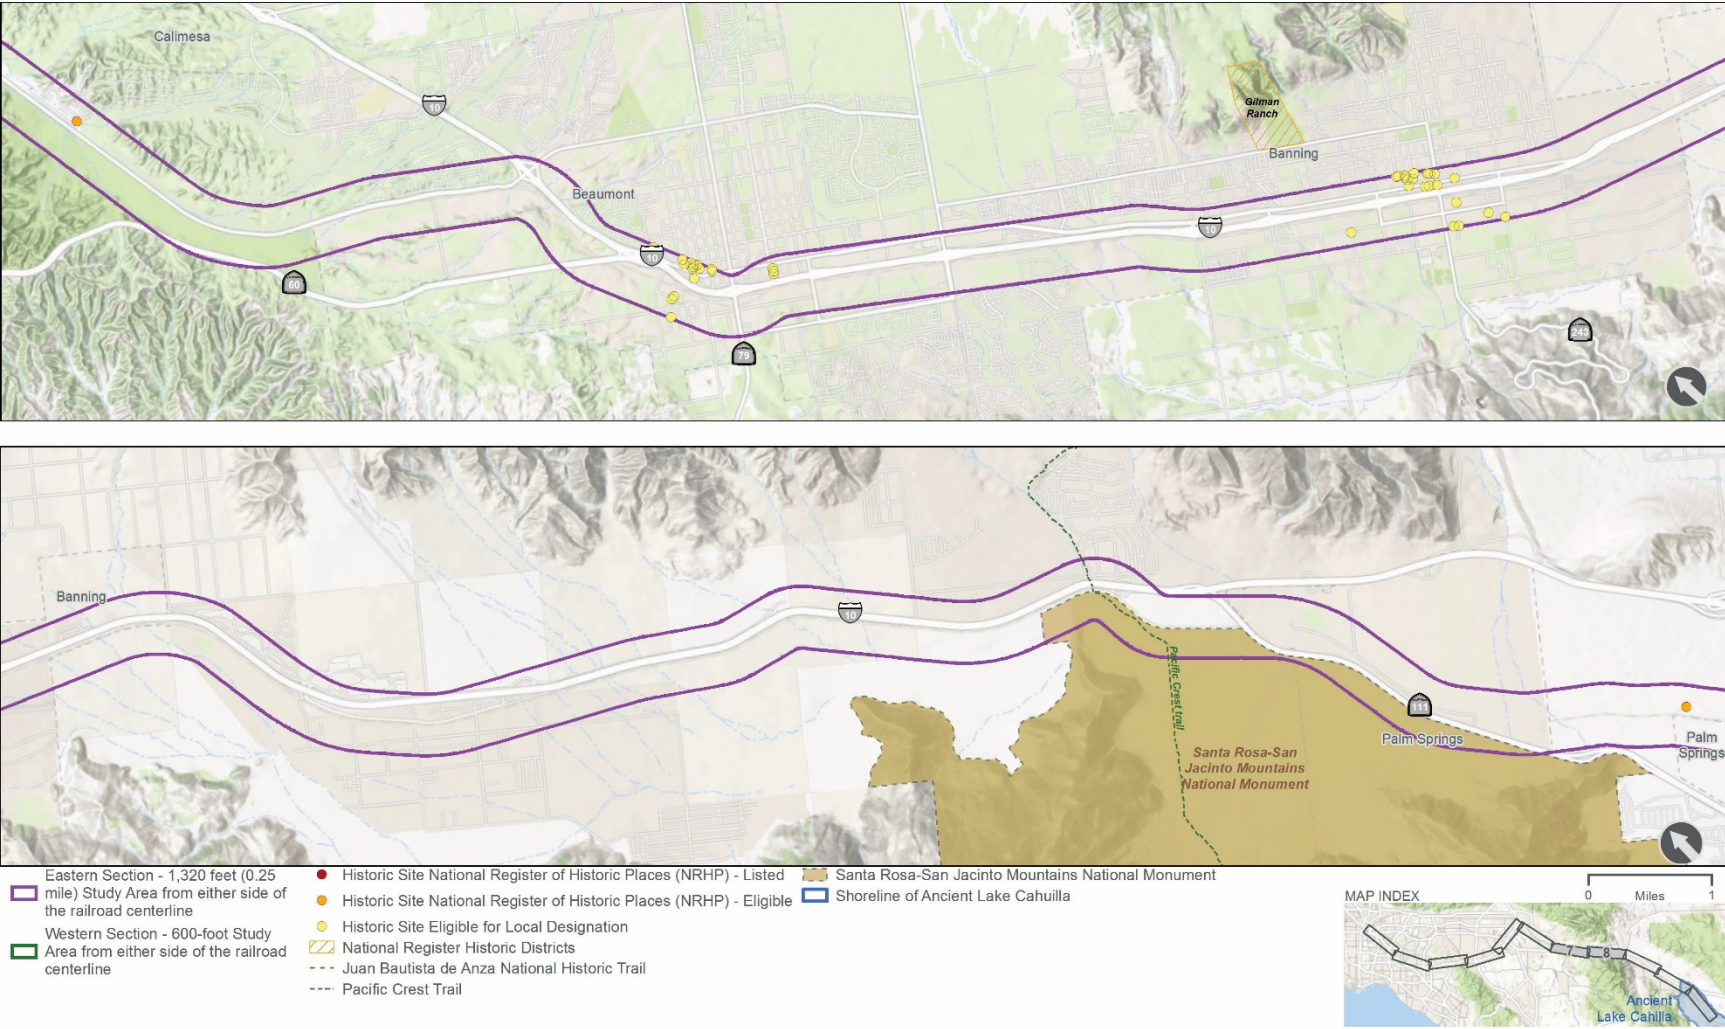 Calimesa
10
Gilman
Ranch
Banning
Beaumont
10
10
60
79
243
Banning
10
Pacific Crest trail
111
Palm Springs
Palm
Springs
Santa Rosa-San
Jacinto Mountains
National Monument
Eastern Section - 1,320 feet (0.25
mile) Study Area from either side of
the railroad centerline
Western Section - 600-foot Study
Area from either side of the railroad
centerline
Historic Site National Register of Historic Places (NRHP) - Listed
Historic Site National Register of Historic Places (NRHP) - Eligible
Historic Site Eligible for Local Designation
National Register Historic Districts
Juan Bautista de Anza National Historic Trail
Pacific Crest Trail
Santa Rosa-San Jacinto Mountains National Monument
Shoreline of Ancient Lake Cahuilla
0 Miles 1
MAP INDEX
7
8
Ancient
Lake Cahilla